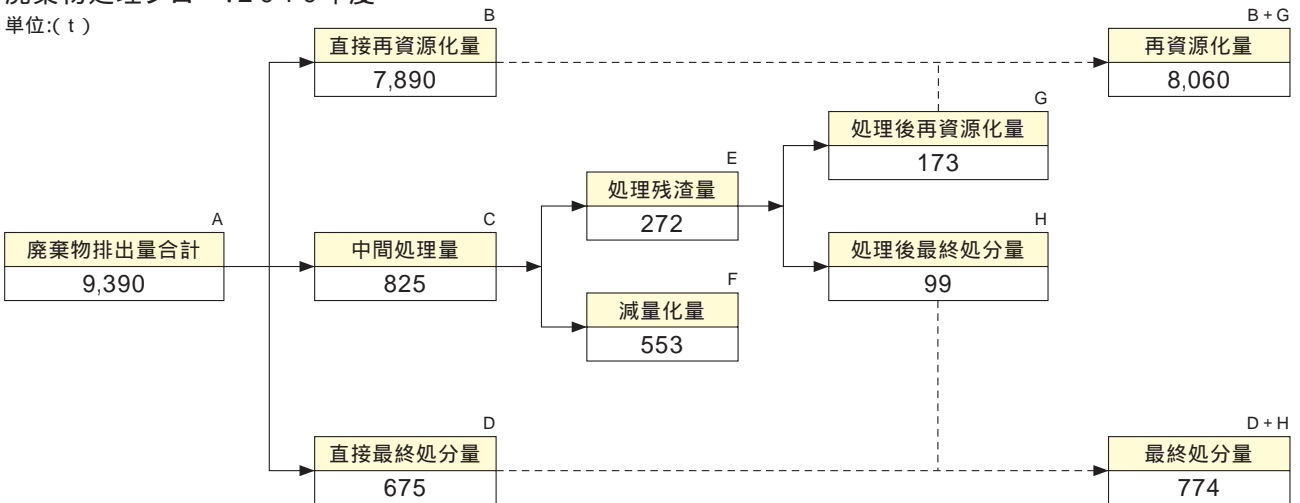 単位:(t)
B
直接再資源化量
7,890
B+G
再資源化量
8,060
G
処理後再資源化量
173
E
処理残渣量
272
A
廃棄物排出量合計
9,390
C
中間処理量
825
H
処理後最終処分量
99
F
減量化量
553
D
直接最終処分量
675
D+H
最終処分量
774